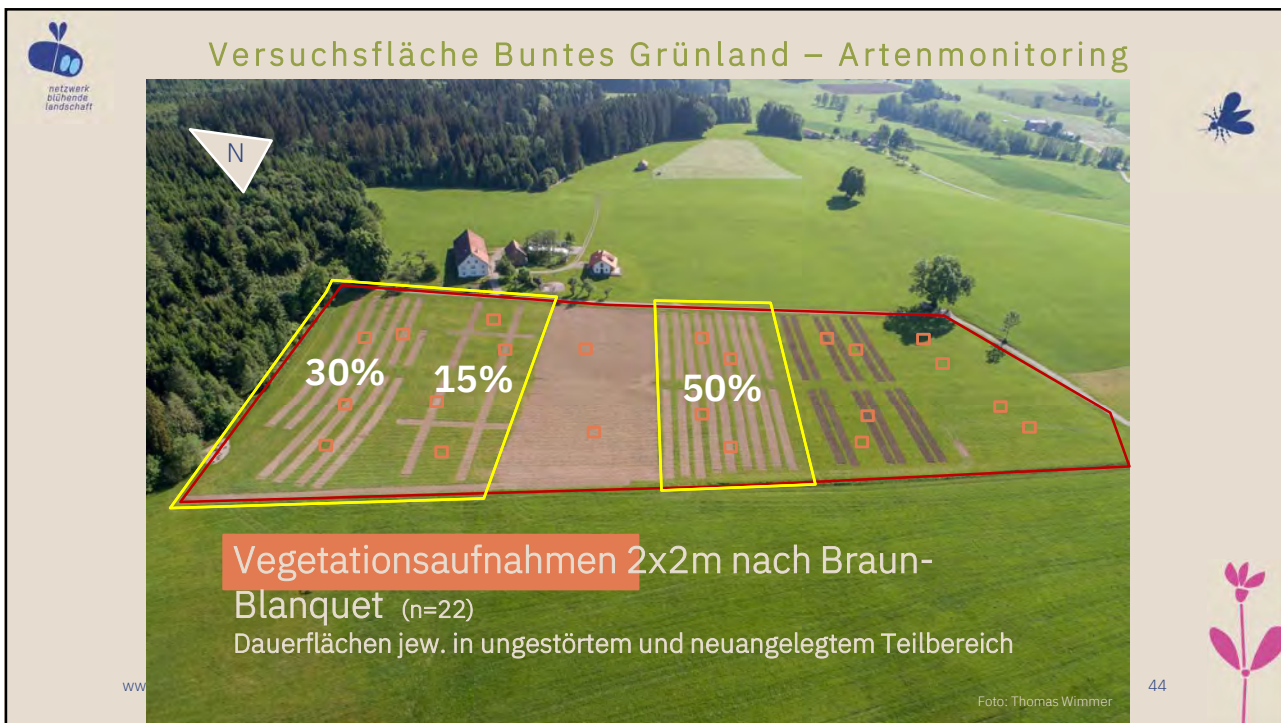 Versuchsfläche Buntes Grünland – Artenmonitoring
netzwerk
blühende
landschaft
N
30%
15%
50%
Vegetationsaufnahmen 2x2m nach Braun-
Blanquet (n=22)
Dauerflächen jew. in ungestörtem und neuangelegtem Teilbereich
ww
Foto: Thomas Wimmer
44